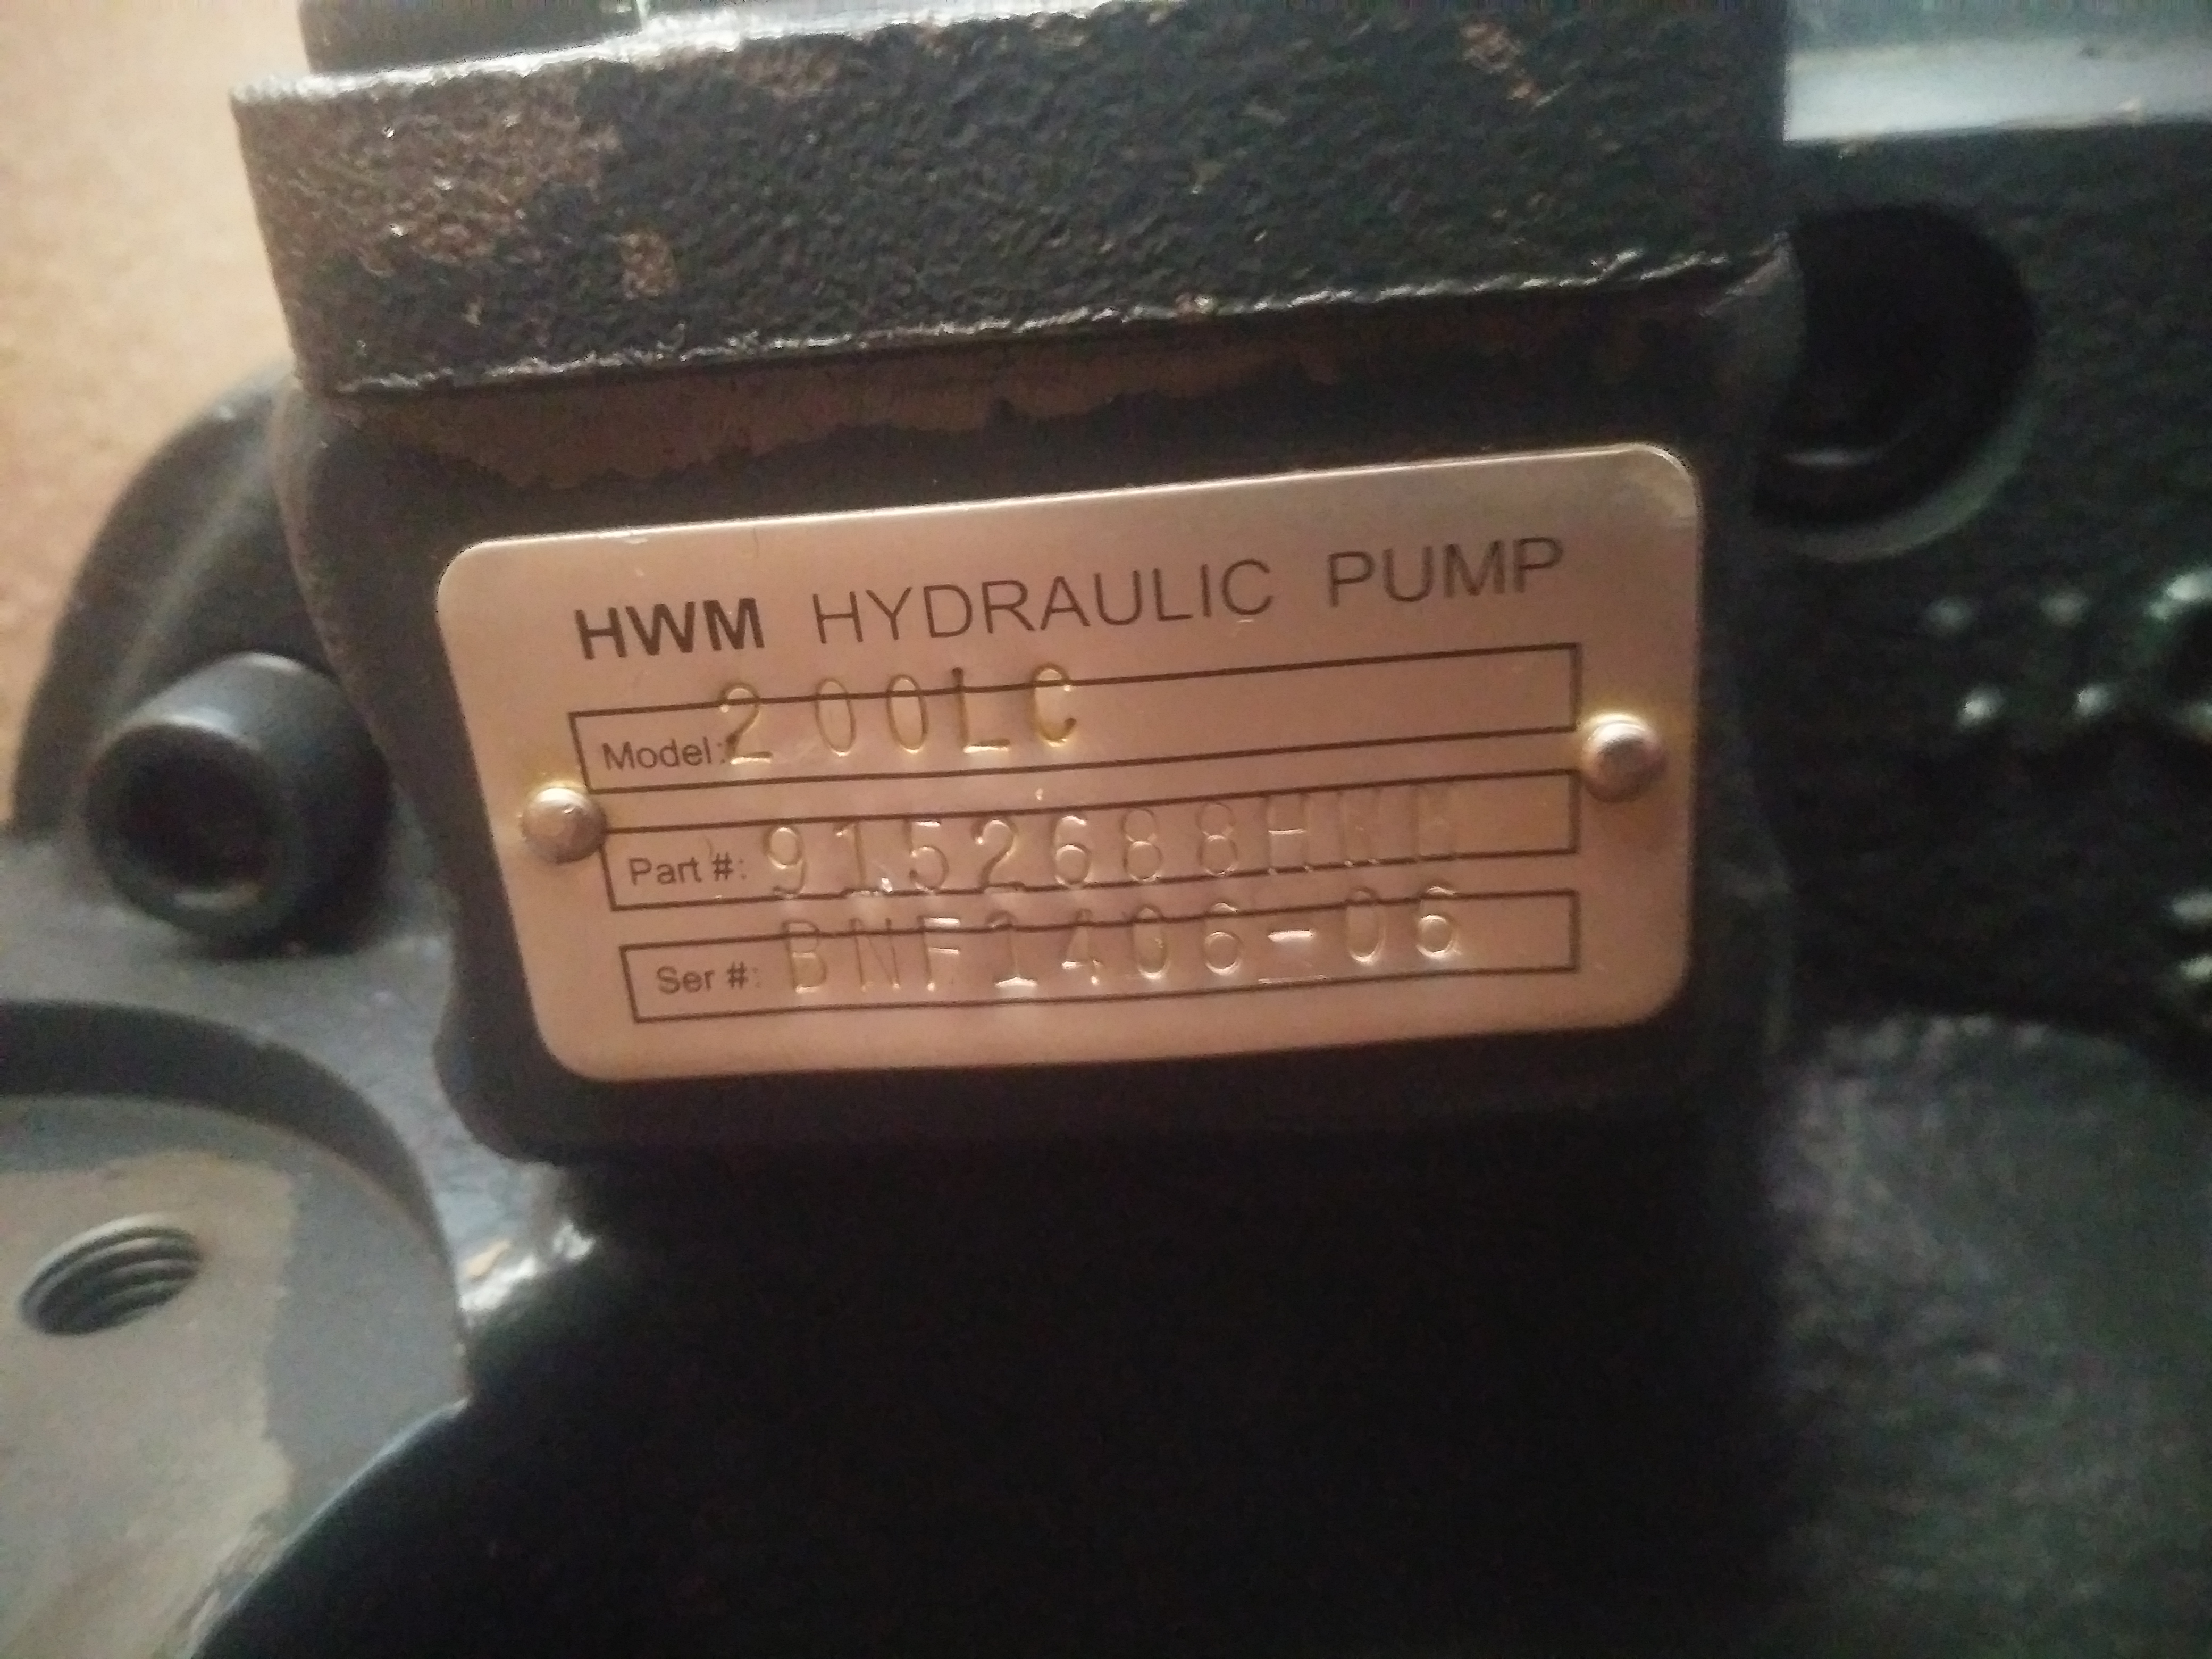 HWM HYDRAULIC PUMP
Model: 200LC
Part #: 9152688HWM
Ser #: BNF1406-06